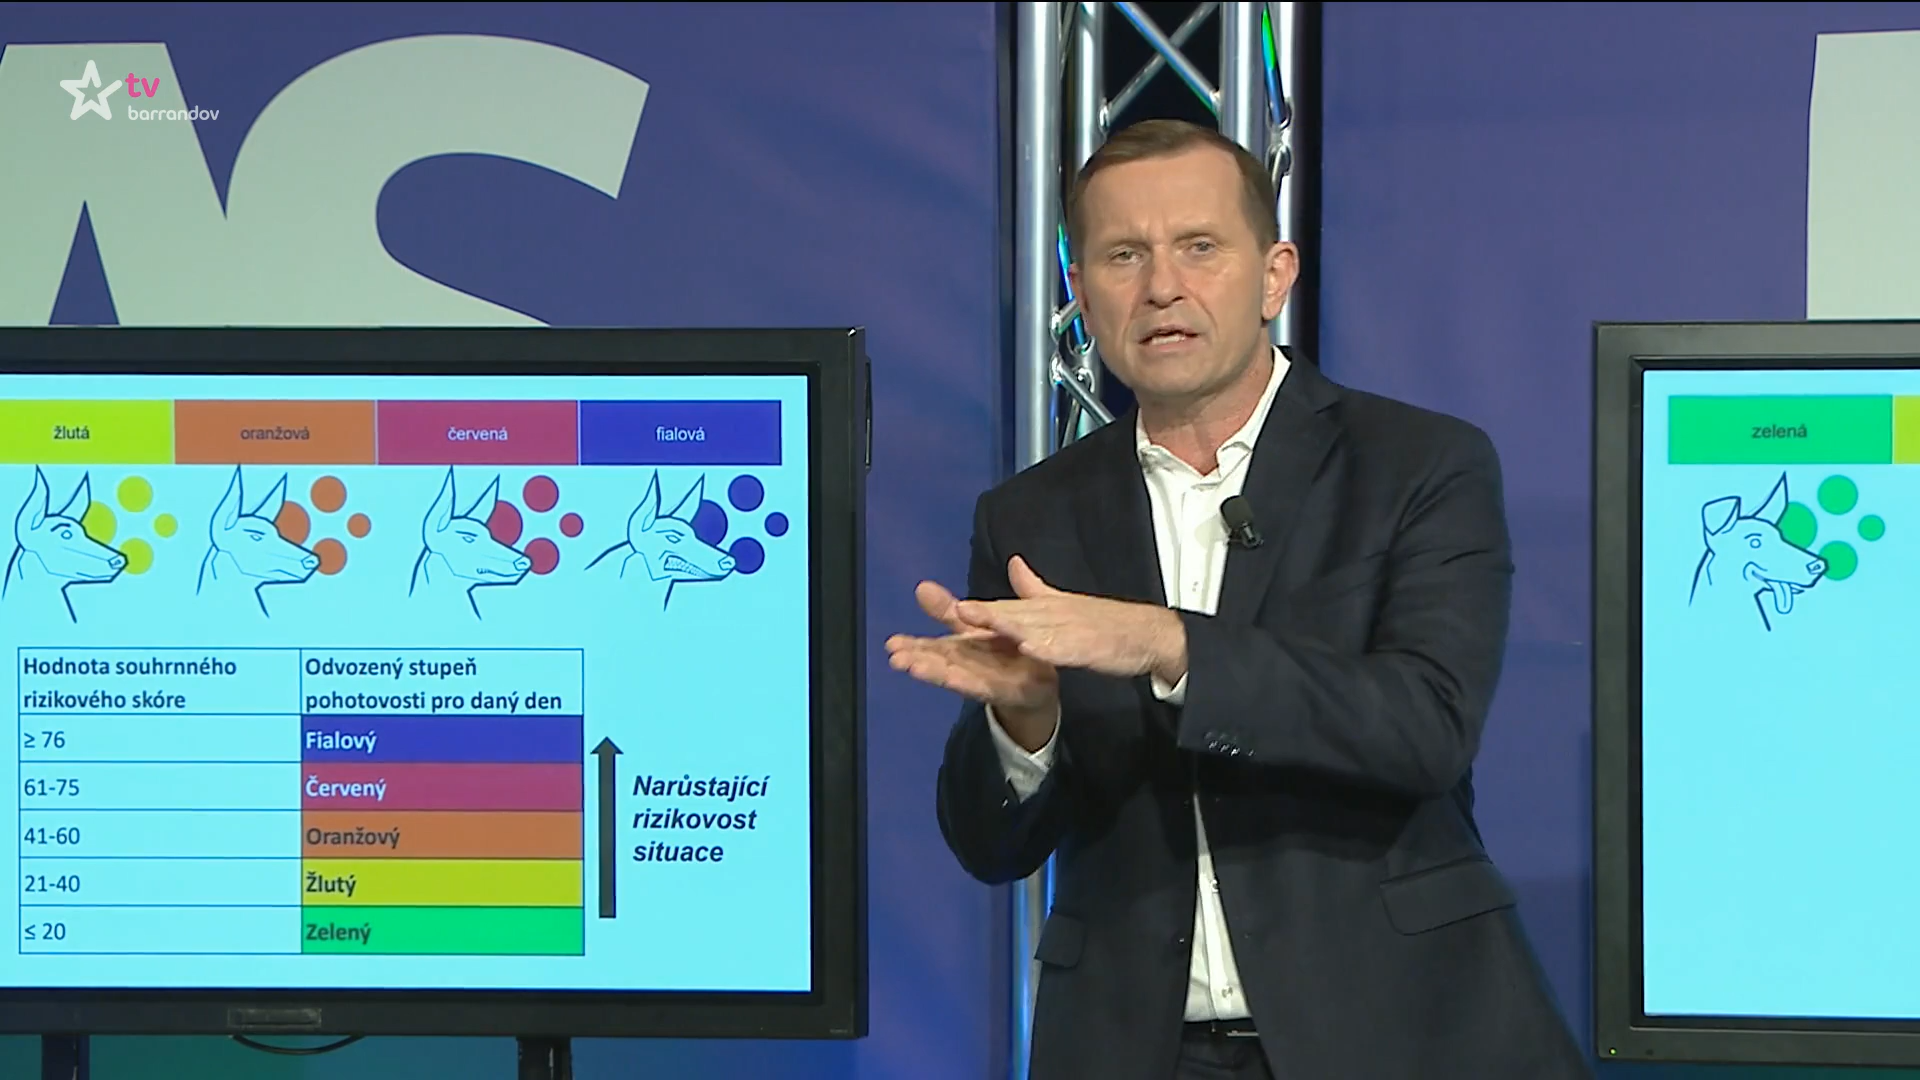 tv
barrandov
AS
žlutá
oranžová
červená
fialová
Hodnota souhrnného
rizikového skóre
Odvozený stupeň
pohotovosti pro daný den
≥ 76
Fialový
61-75
Červený
41-60
Oranžový
21-40
Žlutý
≤ 20
Zelený
Narůstající
rizikovost
situace
zelená